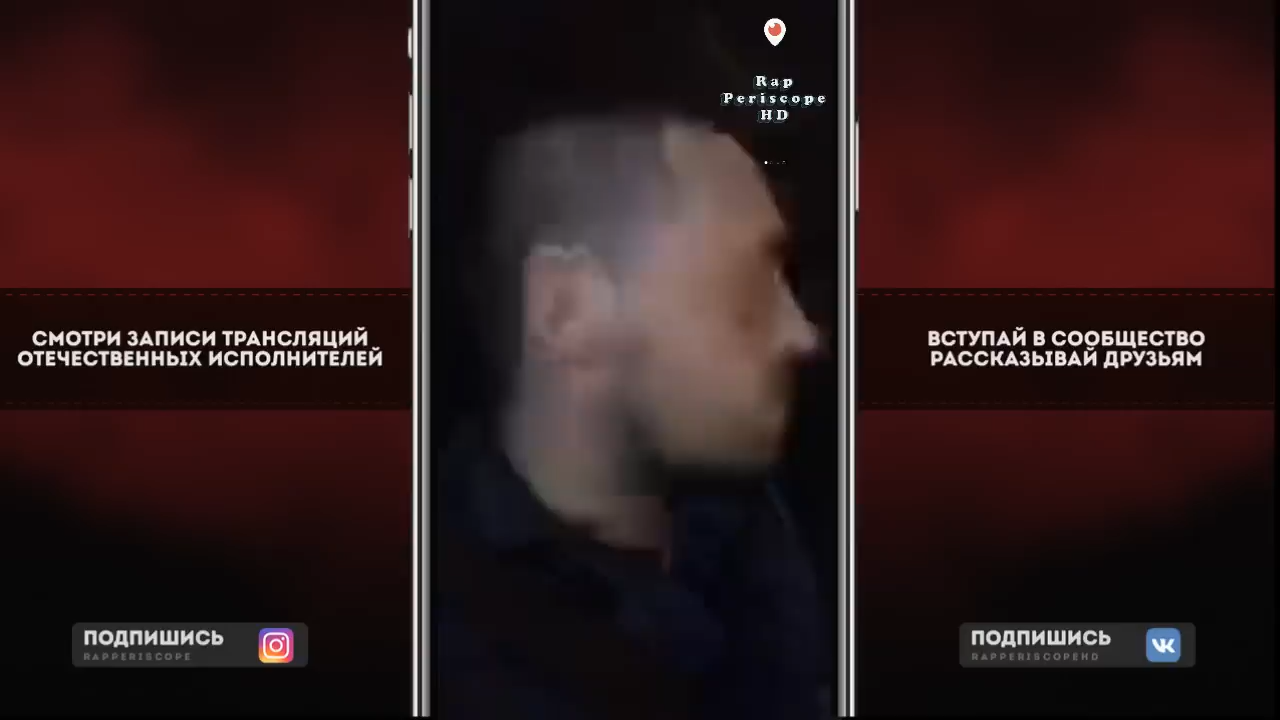 Rap
Periscope
HD
СМОТРИ ЗАПИСИ ТРАНСЛЯЦИЙ
ОТЕЧЕСТВЕННЫХ ИСПОЛНИТЕЛЕЙ
ВСТУПАЙ В СООБЩЕСТВО
РАССКАЗЫВАЙ ДРУЗЬЯМ
ПОДПИШИСЬ
RAPPERISCOPE
ПОДПИШИСЬ
RAPPERISCOPEHD